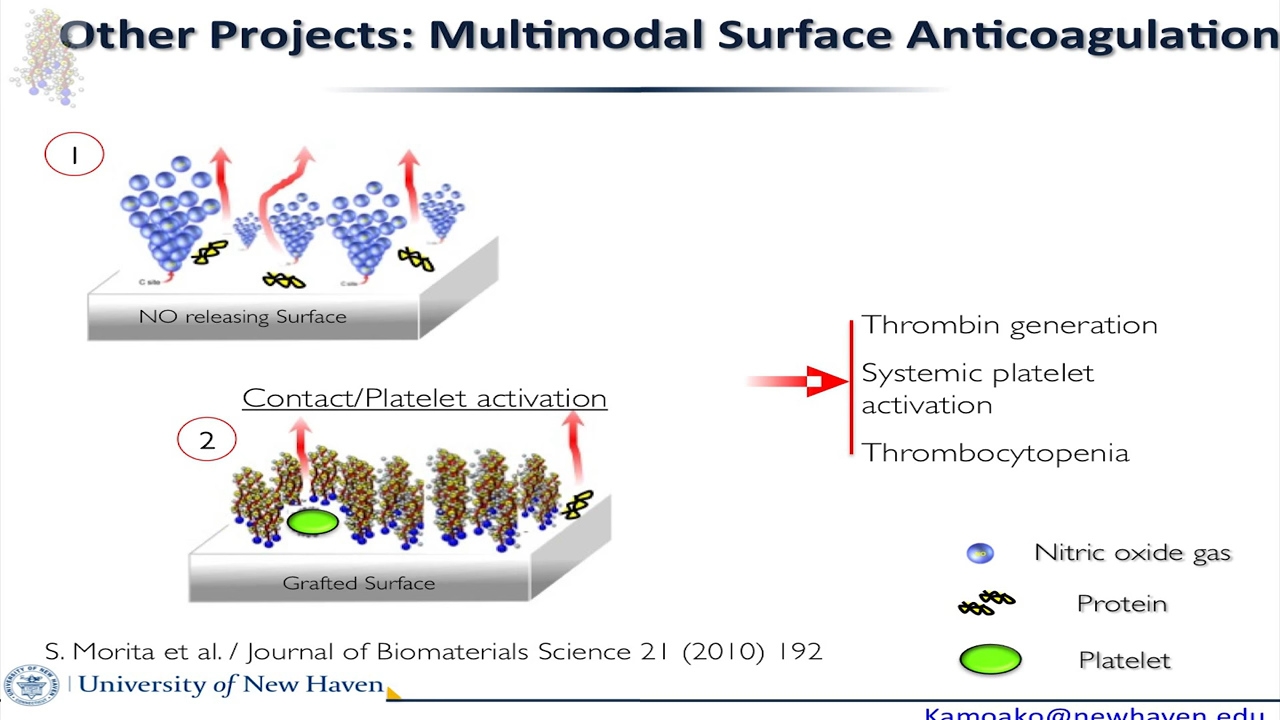 Other Projects: Multimodal Surface Anticoagulation
1
C site
C site
NO releasing Surface
Thrombin generation
Systemic platelet
activation
Thrombocytopenia
Contact/Platelet activation
2
Grafted Surface
Nitric oxide gas
Protein
Platelet
S. Morita et al. / Journal of Biomaterials Science 21 (2010) 192
University of New Haven
Kamoako@newhaven.edu